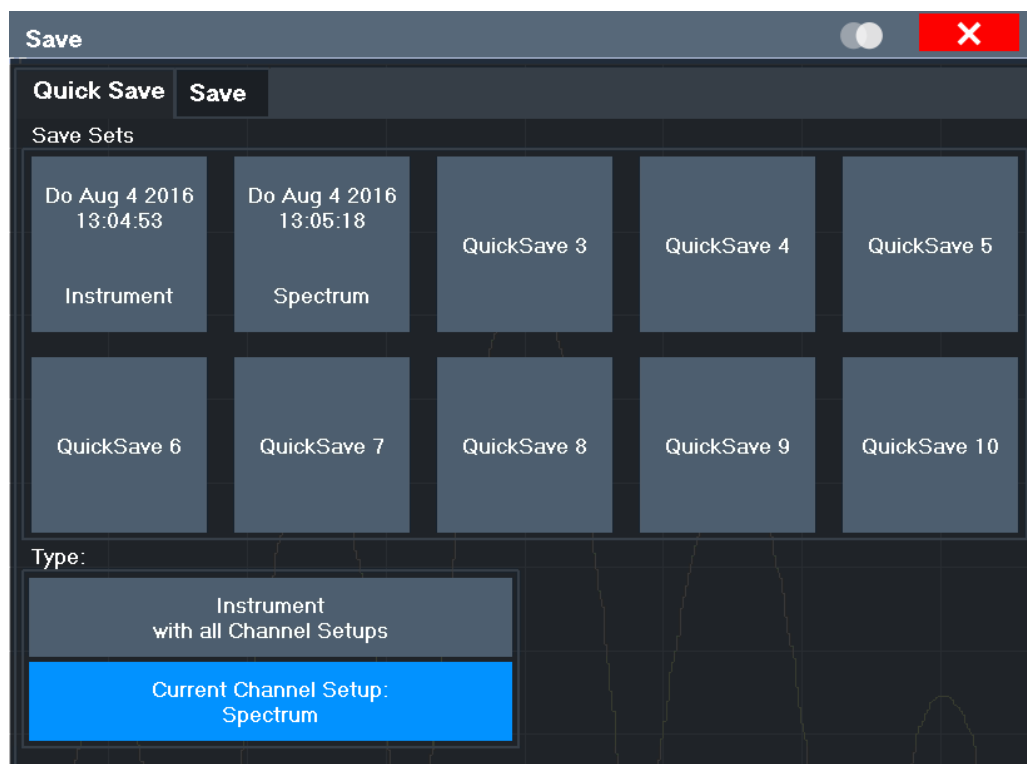 Save
Quick Save Save
Save Sets
Do Aug 4 2016
13:04:53
Instrument
Do Aug 4 2016
13:05:18
Spectrum
QuickSave 3
QuickSave 4
QuickSave 5
QuickSave 6
QuickSave 7
QuickSave 8
QuickSave 9
QuickSave 10
Type:
Instrument
with all Channel Setups
Current Channel Setup:
Spectrum